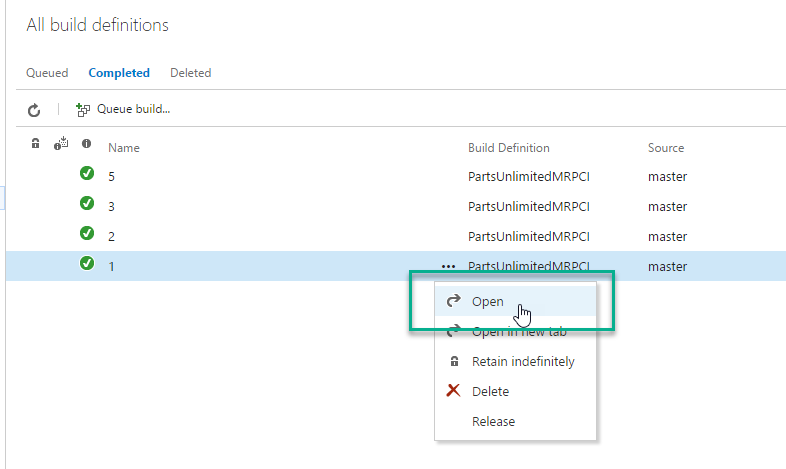 All build definitions
Queued Completed Deleted
Queue build...
Name Build Definition Source
5 PartsUnlimitedMRPCI master
3 PartsUnlimitedMRPCI master
2 PartsUnlimitedMRPCI master
1 ... PartsUnlimitedMRPCI master
Open
Open in new tab
Retain indefinitely
Delete
Release